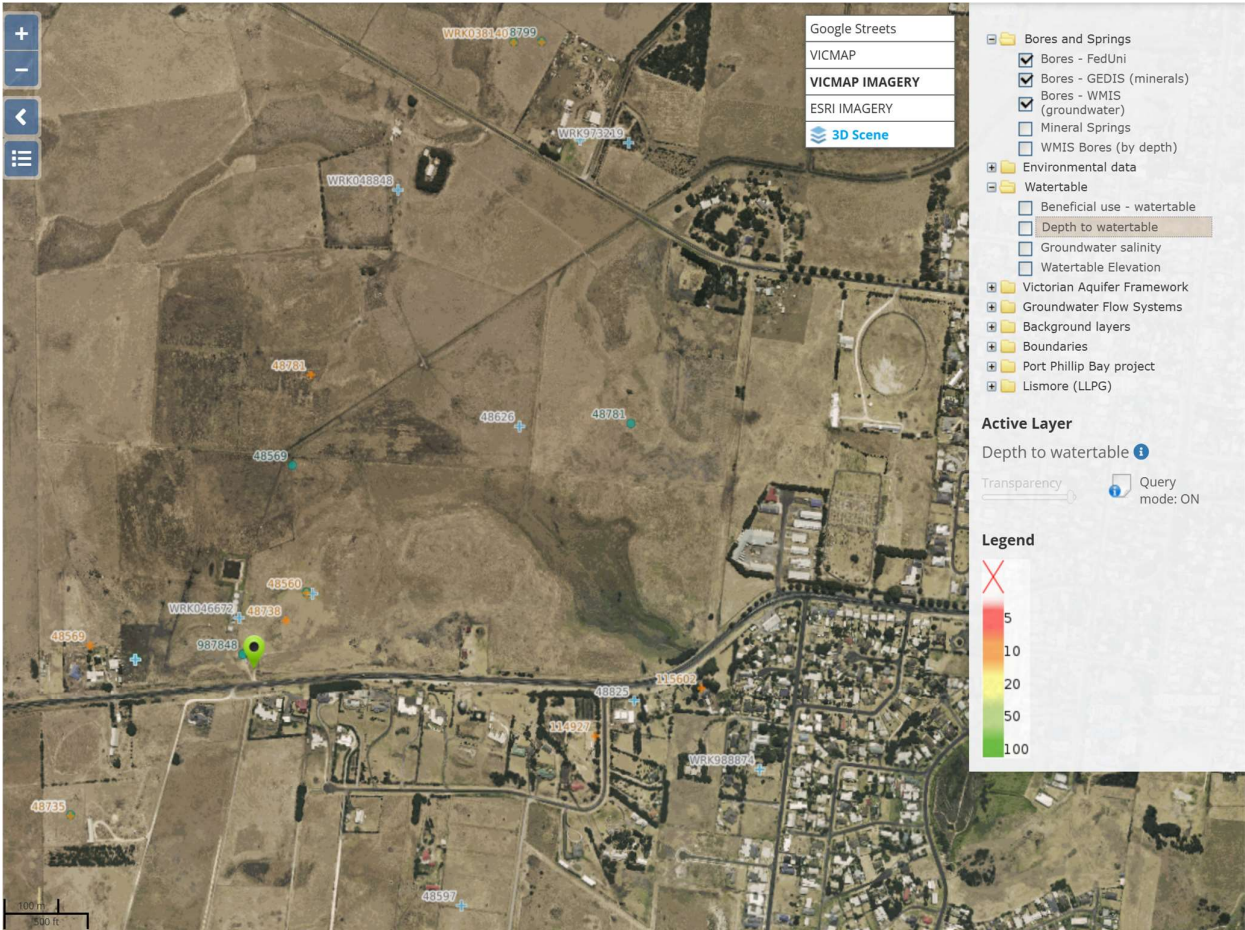 +
−
Google Streets
VICMAP
VICMAP IMAGERY
ESRI IMAGERY
3D Scene
WRK038140
8799
WRK973219
WRK048848
48781
48626
48781
48569
48560
WRK046672
48738
48569
987848
115602
48825
114927
WRK988874
48735
48597
100 m
500 ft
Bores and Springs
Bores - FedUni
Bores - GEDIS (minerals)
Bores - WMIS
(groundwater)
Mineral Springs
WMIS Bores (by depth)
Environmental data
Watertable
Beneficial use - watertable
Depth to watertable
Groundwater salinity
Watertable Elevation
Victorian Aquifer Framework
Groundwater Flow Systems
Background layers
Boundaries
Port Phillip Bay project
Lismore (LLPG)
Active Layer
Depth to watertable
Transparency
Query
mode: ON
Legend
5
10
20
50
100